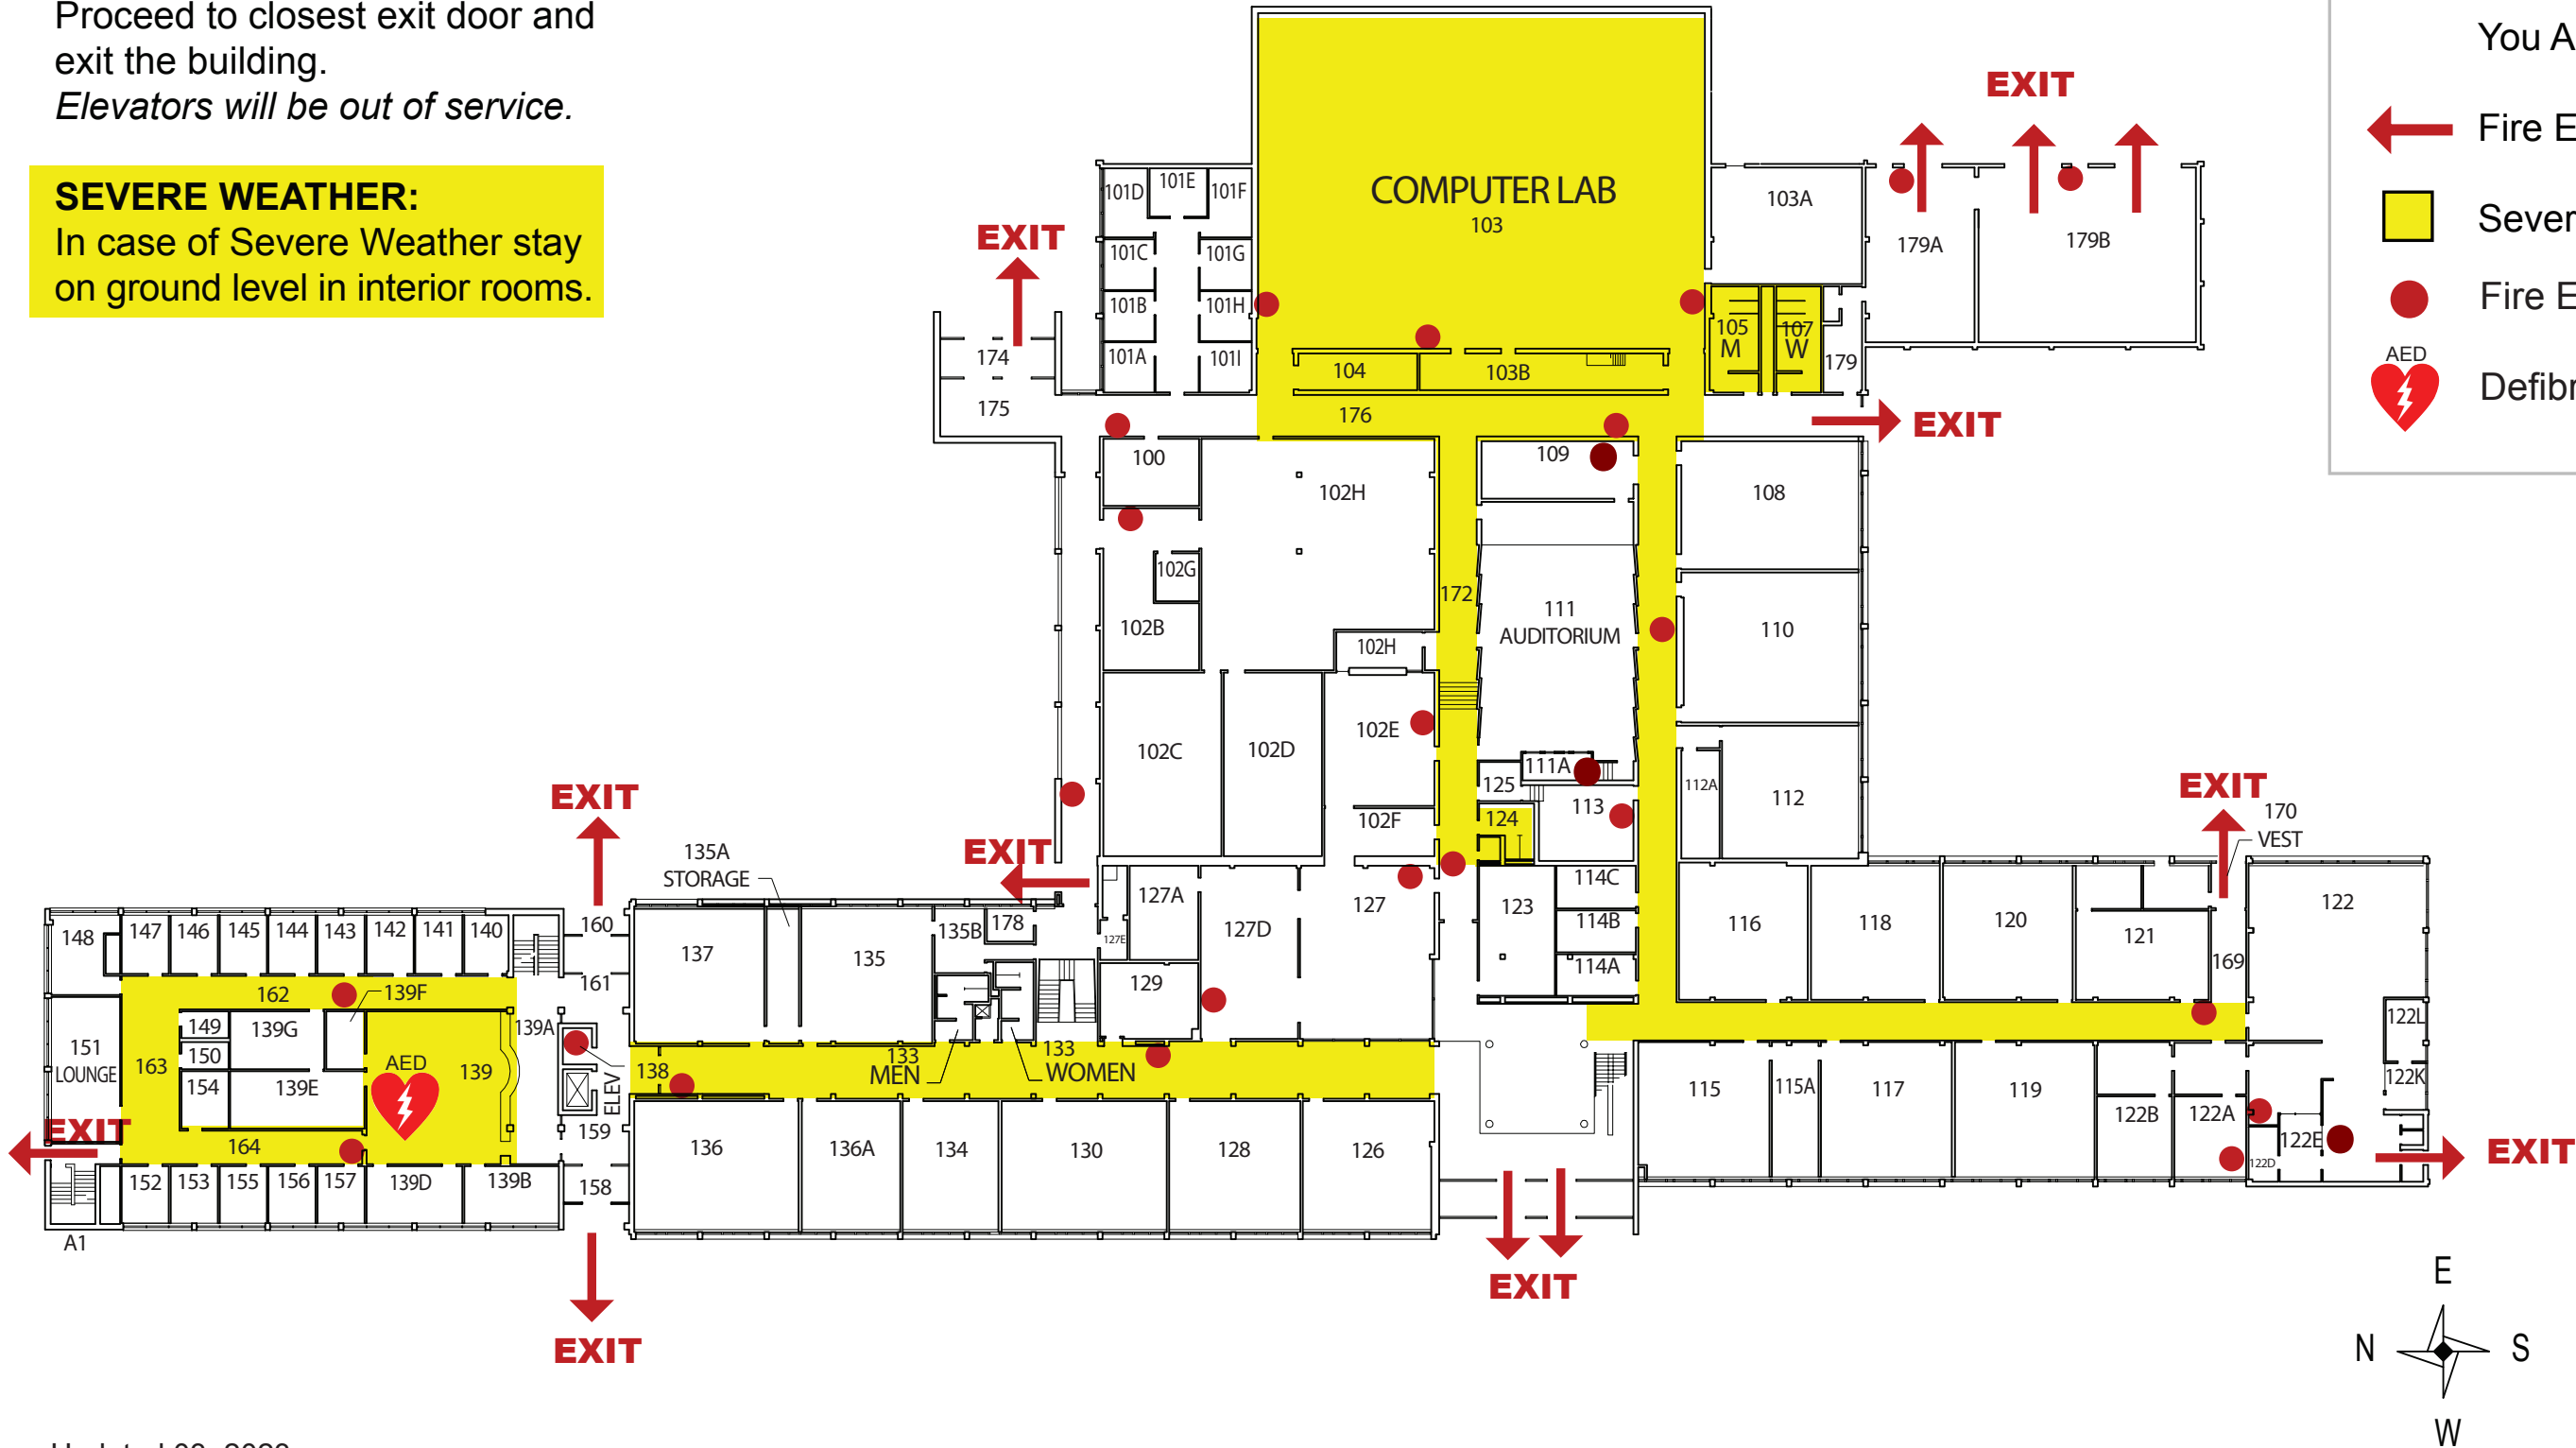 Proceed to closest exit door and
exit the building.
Elevators will be out of service.
SEVERE WEATHER:
In case of Severe Weather stay
on ground level in interior rooms.
You A
Fire E
Sever
Fire E
AED
Defib
EXIT
EXIT
COMPUTER LAB
103
101D
101E
101F
101C
101G
101B
101H
101A
101I
103A
179A
179B
105
M
107
W
179
174
175
104
103B
176
EXIT
100
102H
109
108
102G
102B
172
111
AUDITORIUM
110
102H
102C
102D
102E
111A
125
113
112A
112
102F
124
EXIT
EXIT
EXIT
170
VEST
135A
STORAGE
127A
127
127D
127E
123
114C
114B
114A
116
118
120
121
169
122
148
147
146
145
144
143
142
141
140
160
161
137
135
135B
178
129
162
139F
149
139G
139A
150
151
LOUNGE
163
154
139E
AED
139
ELEV
138
133
MEN
133
WOMEN
122L
122K
115
115A
117
119
122B
122A
122E
122D
EXIT
EXIT
164
159
136
136A
134
130
128
126
152
153
155
156
157
139D
139B
158
A1
EXIT
EXIT
E
N
S
W